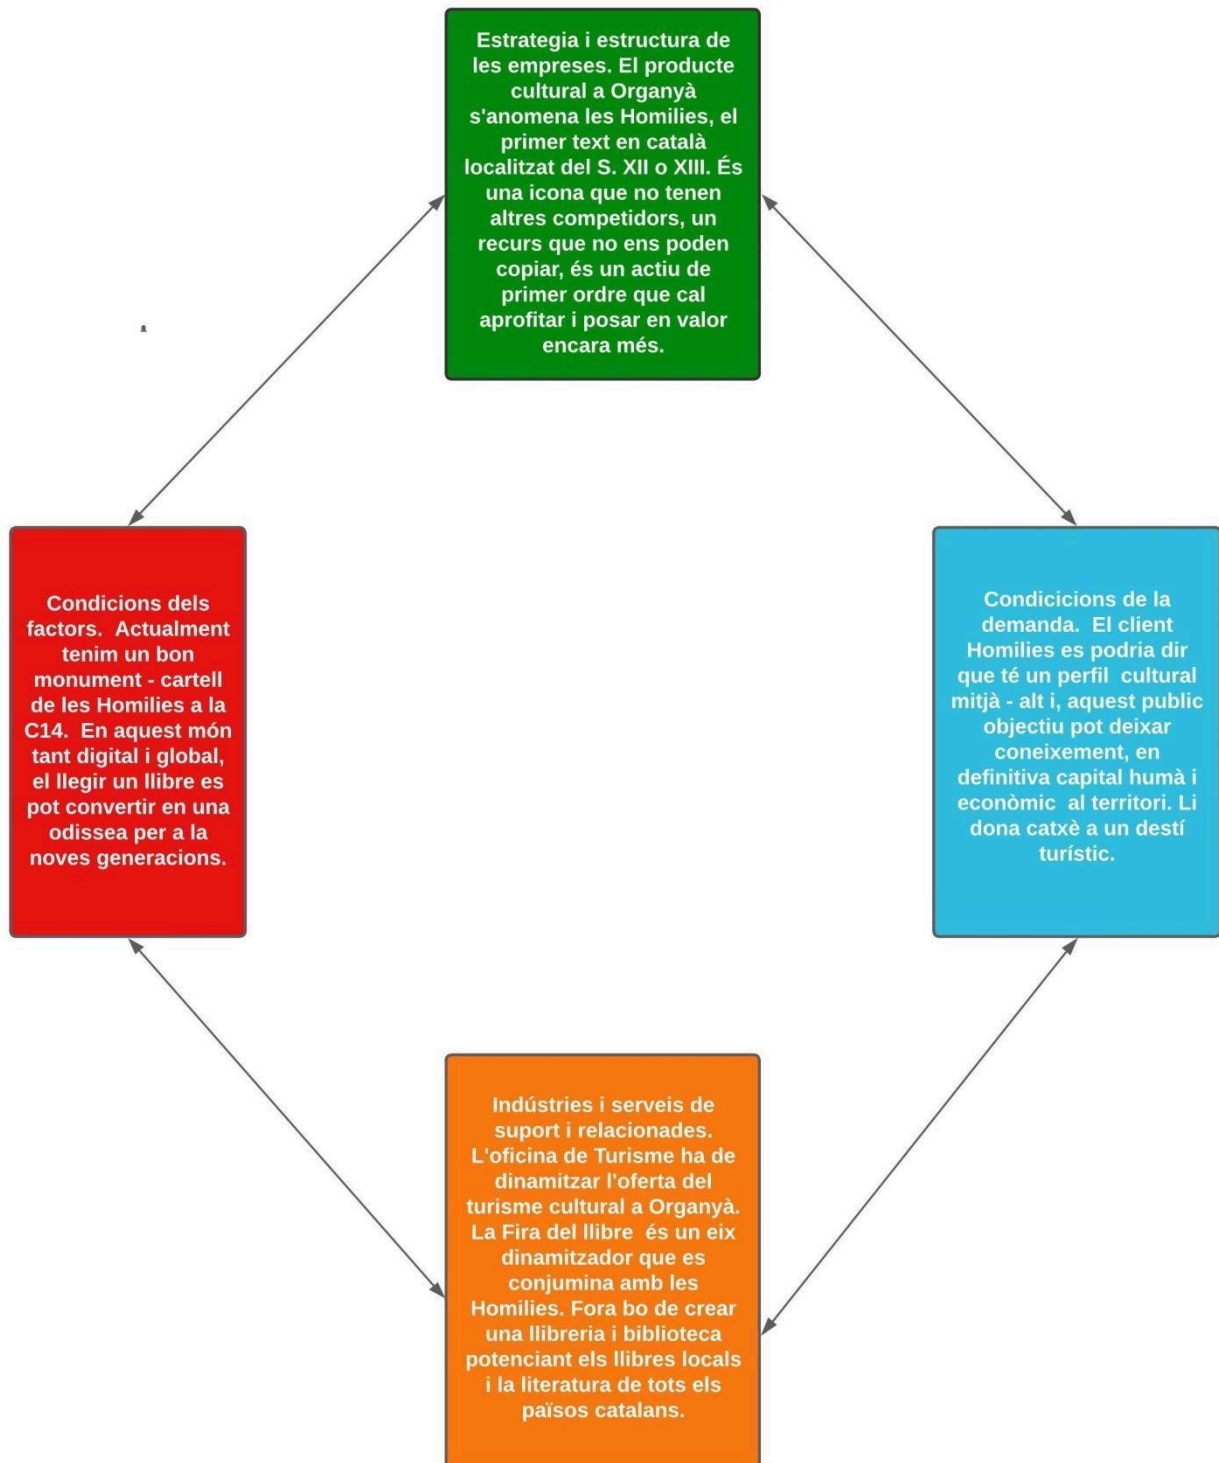 Estrategia i estructura de
les empreses. El producte
cultural a Organyà
s'anomena les Homilies, el
primer text en català
localitzat del S. XII o XIII. És
una icona que no tenen
altres competidors, un
recurs que no ens poden
copiar, és un actiu de
primer ordre que cal
aprofitar i posar en valor
encara més.
Condicions dels
factors.  Actualment
tenim un bon
monument - cartell
de les Homilies a la
C14.  En aquest món
tant digital i global,
el llegir un llibre es
pot convertir en una
odissea per a la
noves generacions.
Condicicions de la
demanda.  El client
Homilies es podria dir
que té un perfil  cultural
mitjà - alt i, aquest public
objectiu pot deixar
coneixement, en
definitiva capital humà i
econòmic  al territori. Li
dona catxè a un destí
turístic.
Indústries i serveis de
suport i relacionades.
L'oficina de Turisme ha de
dinamitzar l'oferta del
turisme cultural a Organyà.
La Fira del llibre  és un eix
dinamitzador que es
conjumina amb les
Homilies. Fora bo de crear
una llibreria i biblioteca
potenciant els llibres locals
i la literatura de tots els
països catalans.